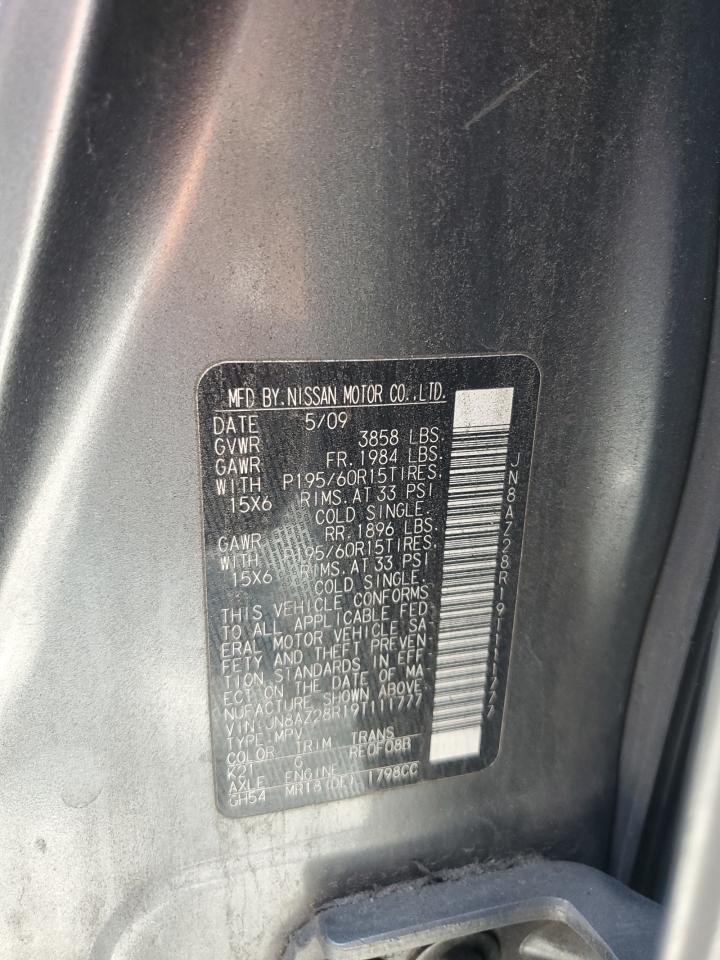 MFD BY.NISSAN MOTOR CO.,LTD.
DATE 5/09
GVWR 3858 LBS.
GAWR FR. 1984 LBS.
WITH P195/60R15TIRES.
15X6 RIMS. AT 33 PSI
COLD SINGLE.
GAWR RR. 1896 LBS.
WITH P195/60R15TIRES.
15X6 RIMS. AT 33 PSI
COLD SINGLE.
THIS VEHICLE CONFORMS
TO ALL APPLICABLE FED
ERAL MOTOR VEHICLE SA
FETY AND THEFT PREVEN
TION STANDARDS IN EFF
ECT ON THE DATE OF MA
NUFACTURE SHOWN ABOVE.
VIN:JN8AZ28R19T111777
TYPE:MPV
COLOR TRIM TRANS
K21 G RE0F08B
AXLE ENGINE
GH54 MR18(DE) 1798CC
JN8AZ28R19T111777